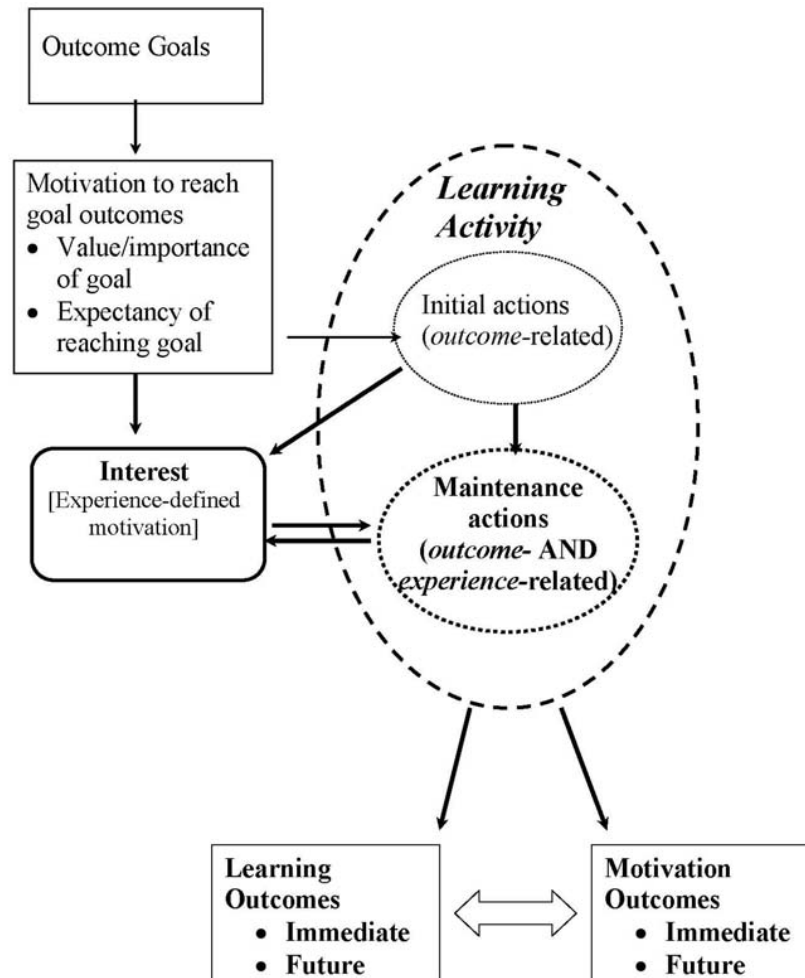 Outcome Goals
Motivation to reach
goal outcomes
• Value/importance
of goal
• Expectancy of
reaching goal
Learning
Activity
Initial actions
(outcome-related)
Interest
[Experience-defined
motivation]
Maintenance
actions
(outcome- AND
experience-related)
Learning
Outcomes
• Immediate
• Future
Motivation
Outcomes
• Immediate
• Future